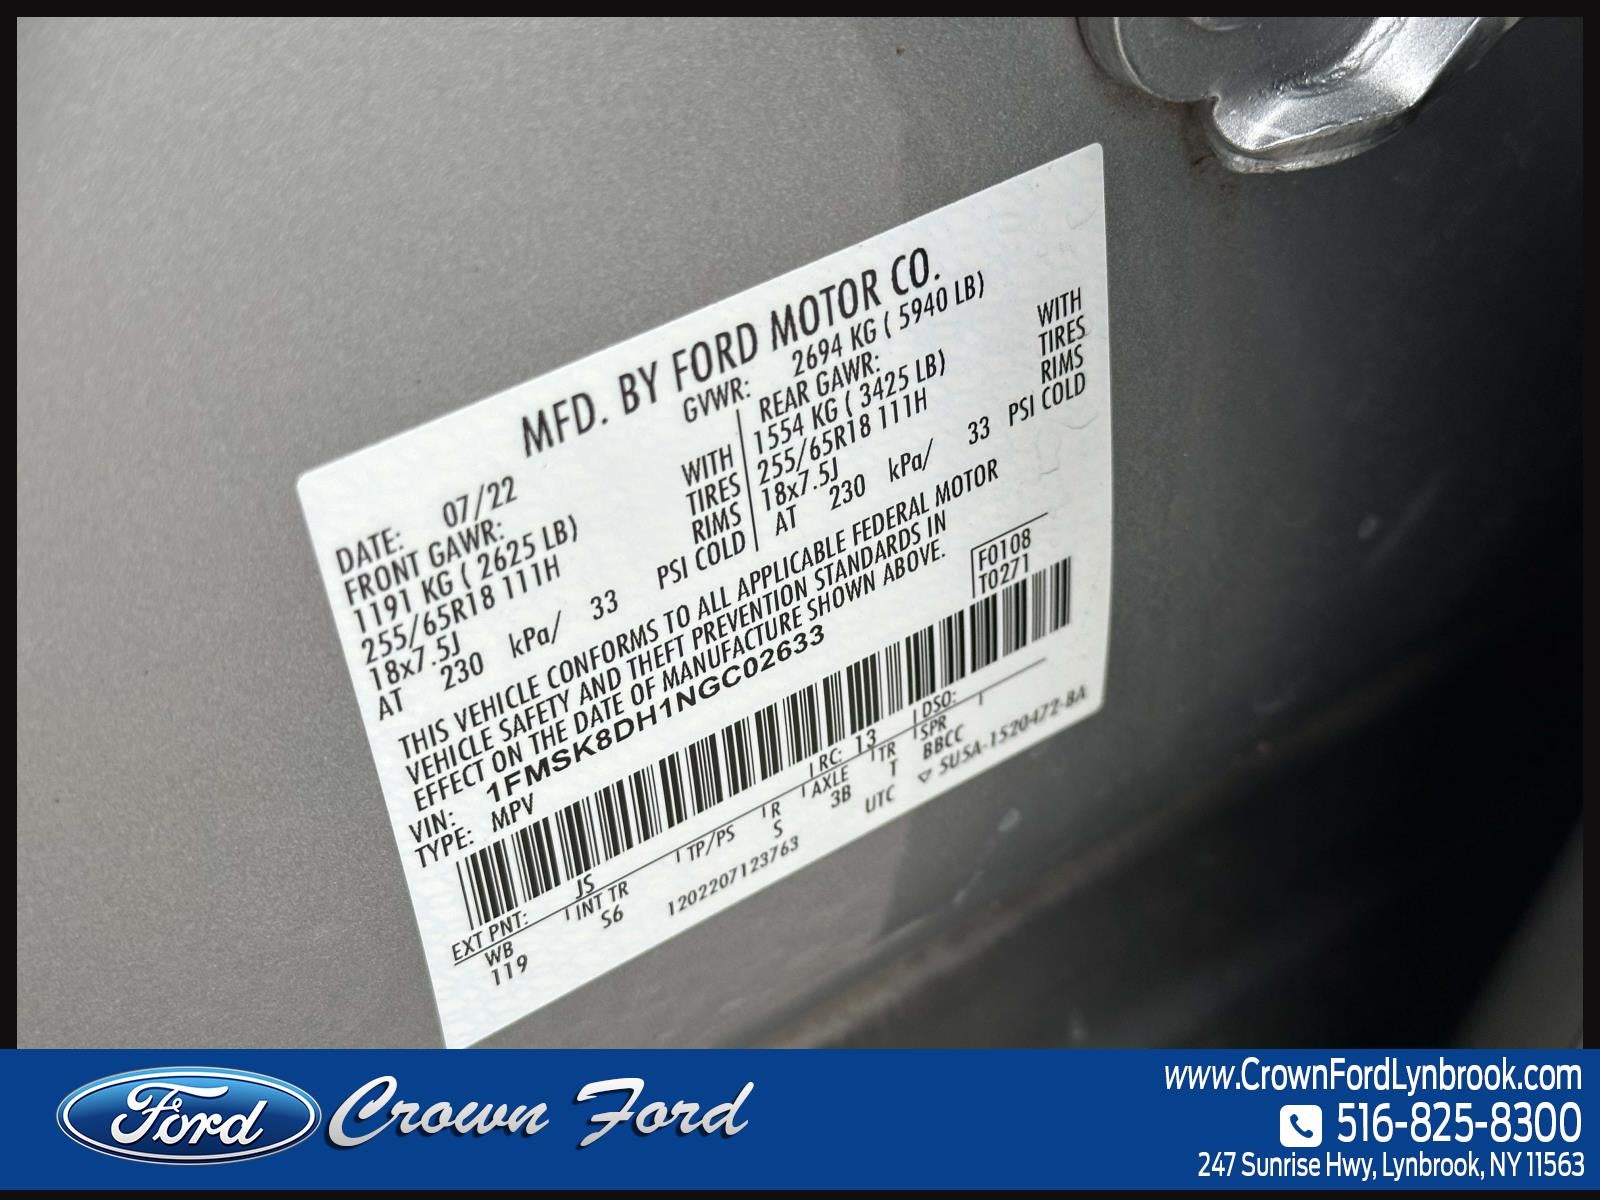 MFD. BY FORD MOTOR CO.
DATE: 07/22 GVWR: 2694 KG ( 5940 LB)
FRONT GAWR: REAR GAWR:
1191 KG ( 2625 LB) WITH 1554 KG ( 3425 LB) WITH
255/65R18 111H TIRES 255/65R18 111H TIRES
18x7.5J RIMS 18x7.5J RIMS
AT 230 kPa/ 33 PSI COLD AT 230 kPa/ 33 PSI COLD
THIS VEHICLE CONFORMS TO ALL APPLICABLE FEDERAL MOTOR
VEHICLE SAFETY AND THEFT PREVENTION STANDARDS IN
EFFECT ON THE DATE OF MANUFACTURE SHOWN ABOVE.
VIN: 1FMSK8DH1NGC02633 F0108
TYPE: MPV T0271
EXT PNT: JS RC: 13 DSO:
WB INT TR TP/PS R AXLE TR SPR
119 S6 S 3B T BBCC
1202207123763 UTC ▽ 5U5A-1520472-BA
Ford Crown Ford
www.CrownFordLynbrook.com
516-825-8300
247 Sunrise Hwy, Lynbrook, NY 11563